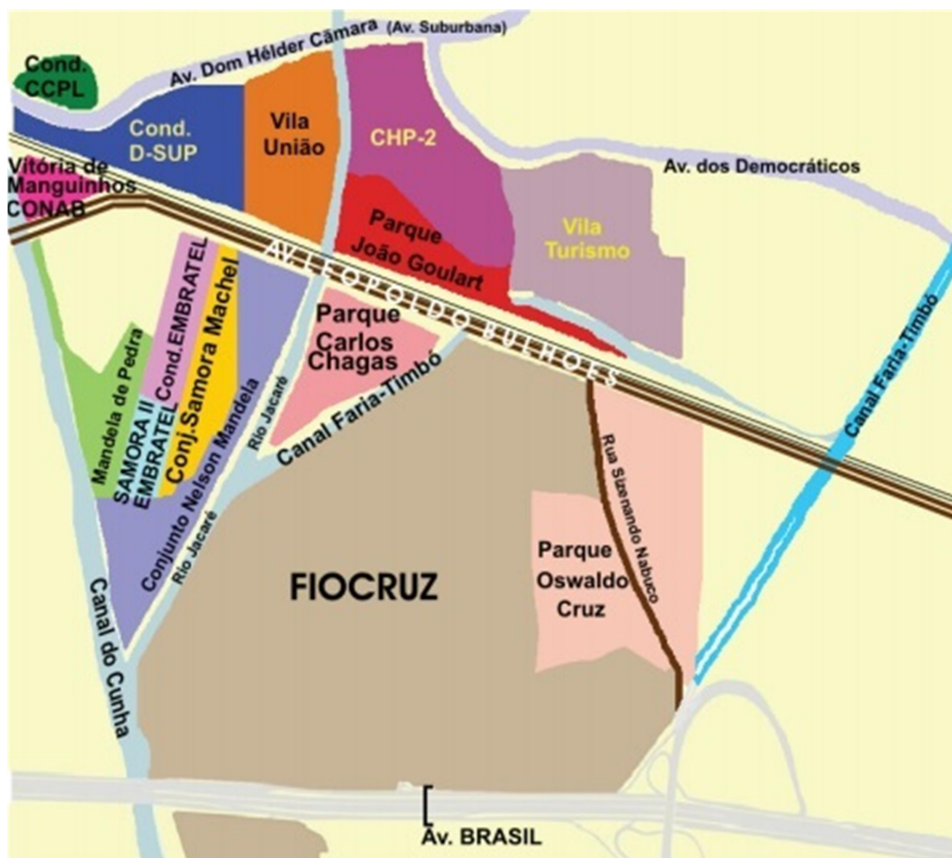 (Av. Suburbana)
Av. Dom Hélder Câmara
Cond.
CCPL
Cond.
D-SUP
Vila
União
CHP-2
Av. dos Democráticos
Vitória de
Manguinhos
CONAB
Parque
João Goulart
Vila
Turismo
AV. LEOPOLDO BULHOES
Cond.EMBRATEL
Conj.Samora Machel
Parque
Carlos
Chagas
Canal Faria-Timbó
Canal Faria-Timbó
Mandela de Pedra
SAMORA II
EMBRATEL
Conjunto Nelson Mandela
Rio Jacaré
Rio Jacaré
Rua Sizenando Nabuco
FIOCRUZ
Parque
Oswaldo
Cruz
Canal do Cunha
Av. BRASIL